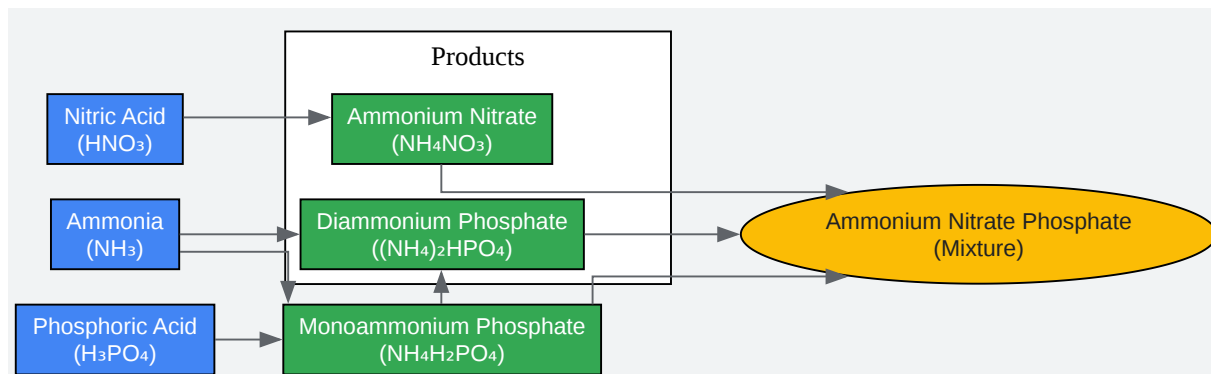 Products
Nitric Acid
(HNO₃)
Ammonium Nitrate
(NH₄NO₃)
Ammonia
(NH₃)
Diammonium Phosphate
((NH₄)₂HPO₄)
Ammonium Nitrate Phosphate
(Mixture)
Phosphoric Acid
(H₃PO₄)
Monoammonium Phosphate
(NH₄H₂PO₄)